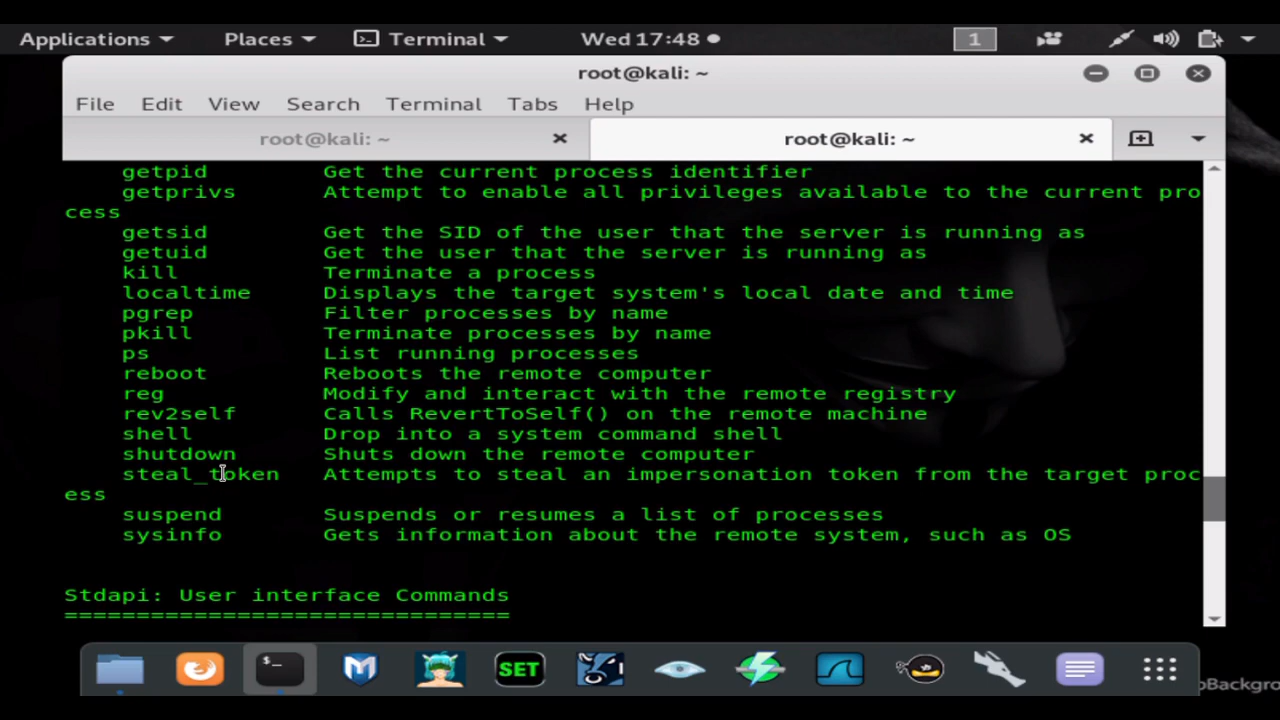 Applications Places Terminal Wed 17:48 1
root@kali: ~
File Edit View Search Terminal Tabs Help
root@kali: ~ root@kali: ~
getpid Get the current process identifier
getprivs Attempt to enable all privileges available to the current pro
cess
getsid Get the SID of the user that the server is running as
getuid Get the user that the server is running as
kill Terminate a process
localtime Displays the target system's local date and time
pgrep Filter processes by name
pkill Terminate processes by name
ps List running processes
reboot Reboots the remote computer
reg Modify and interact with the remote registry
rev2self Calls RevertToSelf() on the remote machine
shell Drop into a system command shell
shutdown Shuts down the remote computer
steal_token Attempts to steal an impersonation token from the target proc
ess
suspend Suspends or resumes a list of processes
sysinfo Gets information about the remote system, such as OS
Stdapi: User interface Commands
===============================
$_ SET